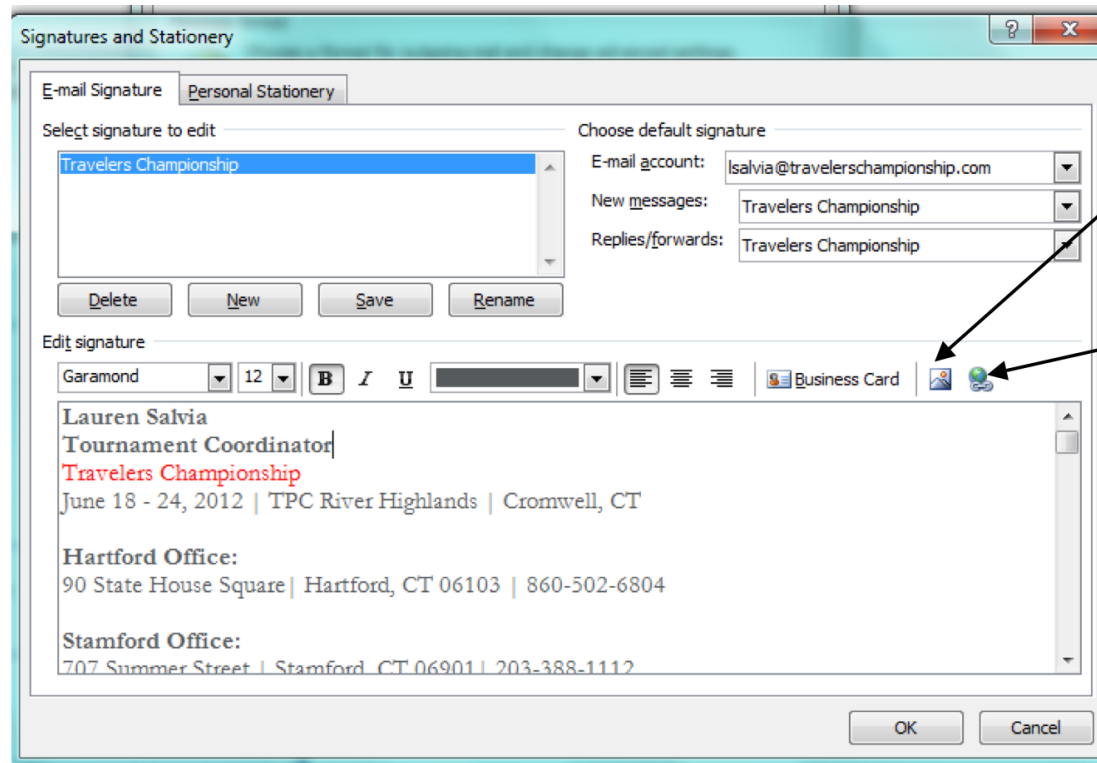 Signatures and Stationery
E-mail Signature Personal Stationery
Select signature to edit
Choose default signature
Travelers Championship
E-mail account: lsalvia@travelerschampionship.com
New messages: Travelers Championship
Replies/forwards: Travelers Championship
Delete New Save Rename
Edit signature
Garamond 12 B I U Business Card
Lauren Salvia
Tournament Coordinator
Travelers Championship
June 18 - 24, 2012 | TPC River Highlands | Cromwell, CT
Hartford Office:
90 State House Square| Hartford, CT 06103 | 860-502-6804
Stamford Office:
707 Summer Street | Stamford, CT 06901| 203-388-1112
OK Cancel